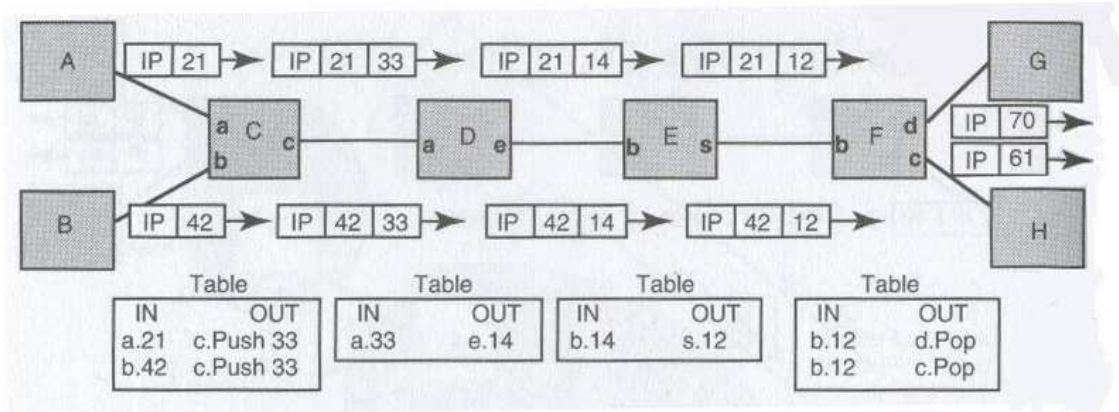 A
IP 21
IP 21 33
IP 21 14
IP 21 12
G
a C c
b
a D e
b E s
b F d
c
IP 70
IP 61
B
IP 42
IP 42 33
IP 42 14
IP 42 12
H
Table
IN OUT
a.21 c.Push 33
b.42 c.Push 33
Table
IN OUT
a.33 e.14
Table
IN OUT
b.14 s.12
Table
IN OUT
b.12 d.Pop
b.12 c.Pop